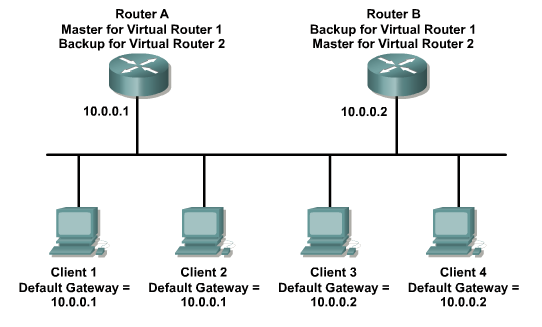 Router A
Master for Virtual Router 1
Backup for Virtual Router 2
Router B
Backup for Virtual Router 1
Master for Virtual Router 2
10.0.0.1
10.0.0.2
Client 1
Default Gateway =
10.0.0.1
Client 2
Default Gateway =
10.0.0.1
Client 3
Default Gateway =
10.0.0.2
Client 4
Default Gateway =
10.0.0.2